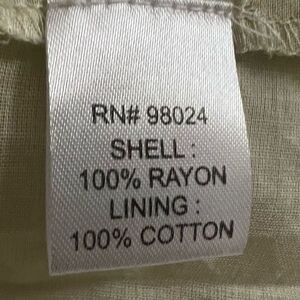 RN# 98024
SHELL :
100% RAYON
LINING :
100% COTTON